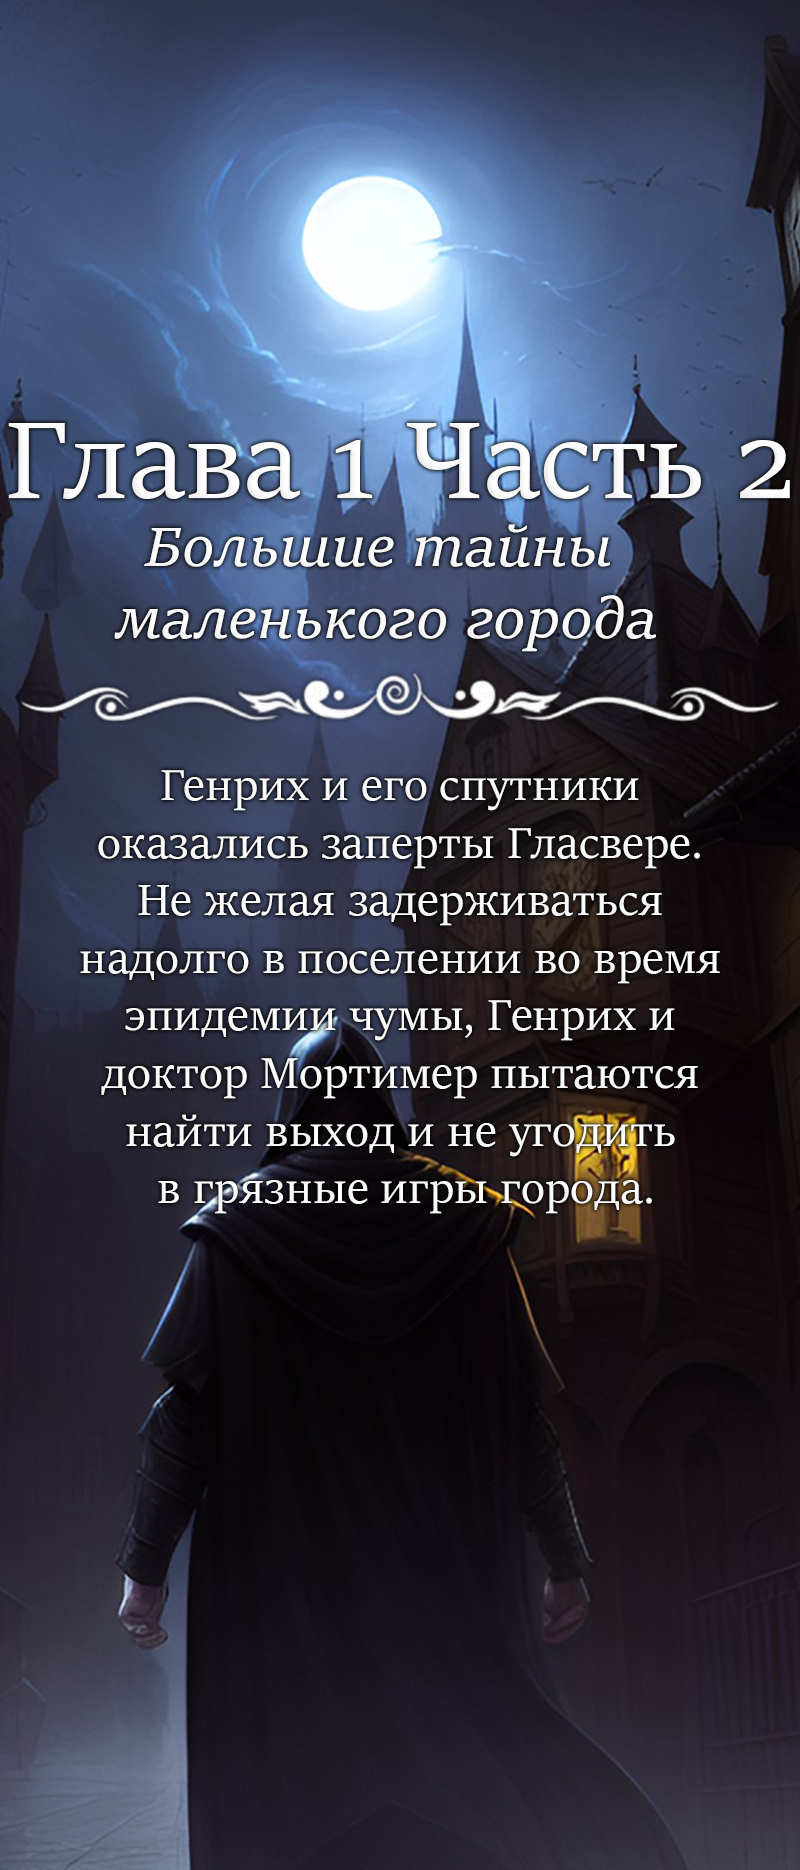 Глава 1 Часть 2
Большие тайны
маленького города
Генрих и его спутники
оказались заперты Гласвере.
Не желая задерживаться
надолго в поселении во время
эпидемии чумы, Генрих и
доктор Мортимер пытаются
найти выход и не угодить
в грязные игры города.